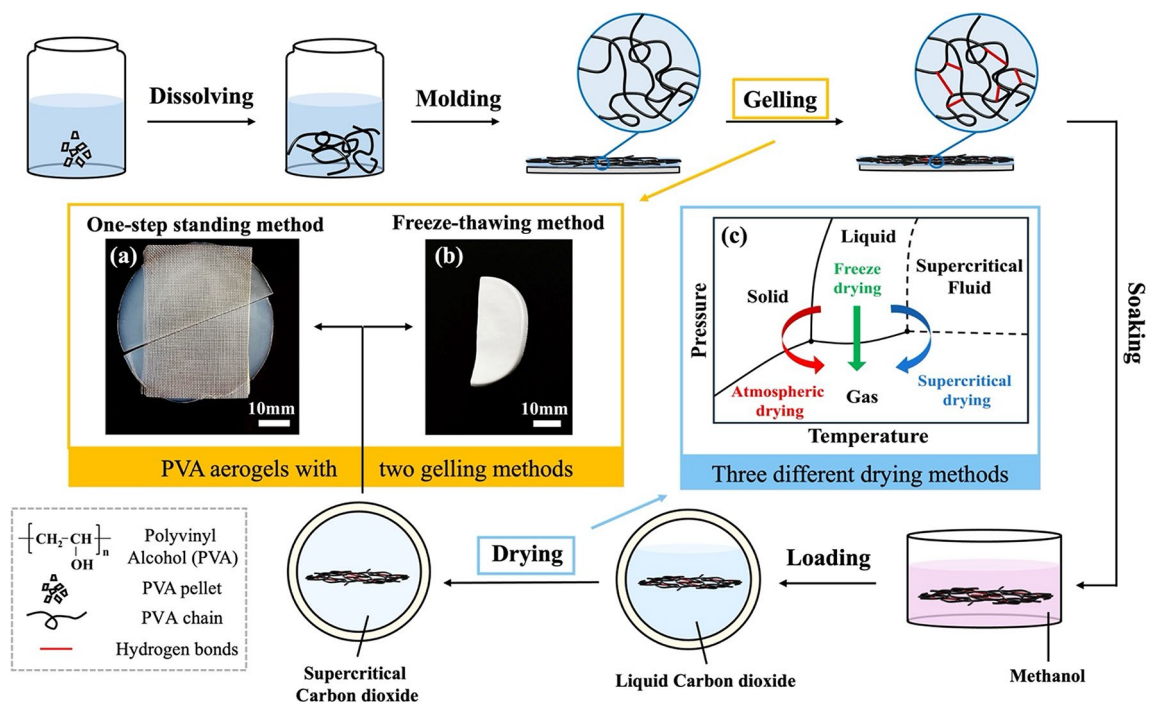 Dissolving
Molding
Gelling
Soaking
One-step standing method
(a)
10mm
Freeze-thawing method
(b)
10mm
PVA aerogels with two gelling methods
(c)
Pressure
Temperature
Solid
Liquid
Freeze
drying
Supercritical
Fluid
Atmospheric
drying
Gas
Supercritical
drying
Three different drying methods
Drying
Loading
Supercritical
Carbon dioxide
Liquid Carbon dioxide
Methanol
CH₂-CH
OH
n
Polyvinyl
Alcohol (PVA)
PVA pellet
PVA chain
Hydrogen bonds